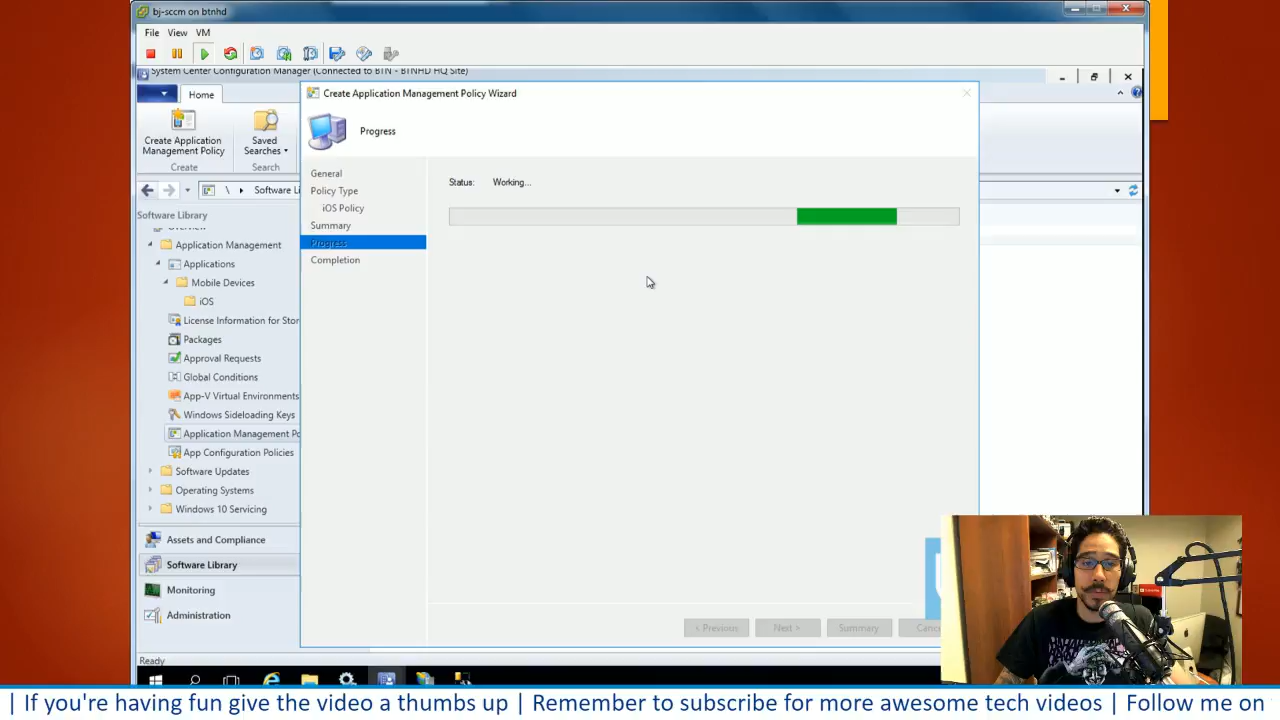 bj-sccm on btnhd
File View VM
System Center Configuration Manager (Connected to BTN - BTNHD HQ Site)
Home
Create Application
Management Policy
Saved
Searches
Create
Search
\ Software Li
Create Application Management Policy Wizard
Progress
General
Policy Type
iOS Policy
Summary
Progress
Completion
Status: Working...
Software Library
Overview
Application Management
Applications
Mobile Devices
iOS
License Information for Stor
Packages
Approval Requests
Global Conditions
App-V Virtual Environments
Windows Sideloading Keys
Application Management Po
App Configuration Policies
Software Updates
Operating Systems
Windows 10 Servicing
Assets and Compliance
Software Library
Monitoring
Administration
< Previous
Next >
Summary
Cance
Ready
| If you're having fun give the video a thumbs up | Remember to subscribe for more awesome tech videos | Follow me on